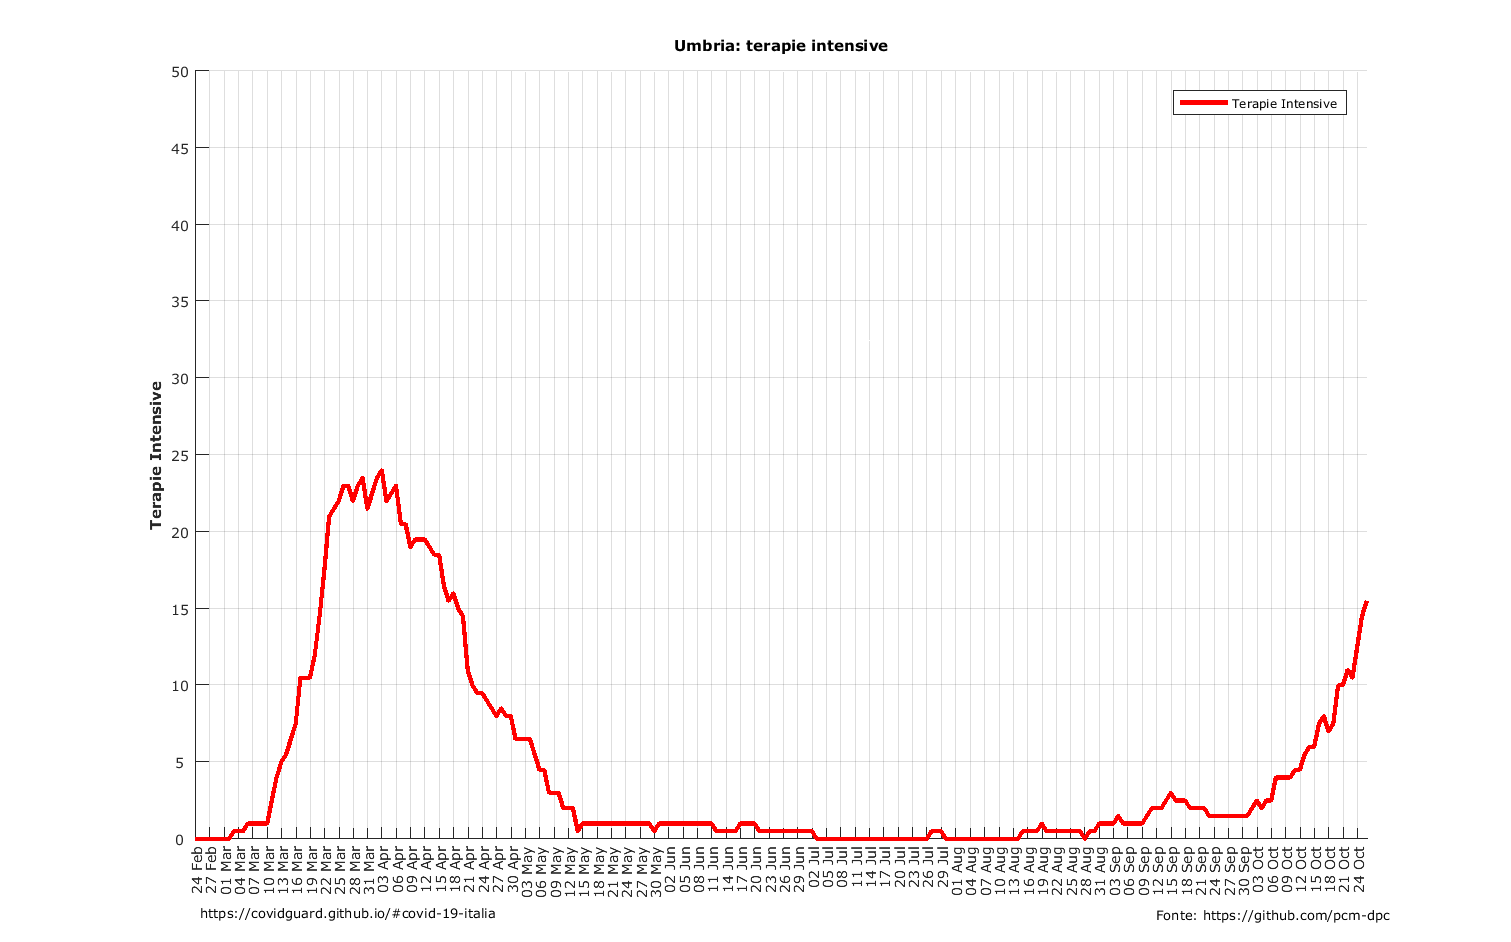 Umbria: terapie intensive
Terapie Intensive
Terapie Intensive
50
45
40
35
30
25
20
15
10
5
0
24 Feb
27 Feb
01 Mar
04 Mar
07 Mar
10 Mar
13 Mar
16 Mar
19 Mar
22 Mar
25 Mar
28 Mar
31 Mar
03 Apr
06 Apr
09 Apr
12 Apr
15 Apr
18 Apr
21 Apr
24 Apr
27 Apr
30 Apr
03 May
06 May
09 May
12 May
15 May
18 May
21 May
24 May
27 May
30 May
02 Jun
05 Jun
08 Jun
11 Jun
14 Jun
17 Jun
20 Jun
23 Jun
26 Jun
29 Jun
02 Jul
05 Jul
08 Jul
11 Jul
14 Jul
17 Jul
20 Jul
23 Jul
26 Jul
29 Jul
01 Aug
04 Aug
07 Aug
10 Aug
13 Aug
16 Aug
19 Aug
22 Aug
25 Aug
28 Aug
31 Aug
03 Sep
06 Sep
09 Sep
12 Sep
15 Sep
18 Sep
21 Sep
24 Sep
27 Sep
30 Sep
03 Oct
06 Oct
09 Oct
12 Oct
15 Oct
18 Oct
21 Oct
24 Oct
https://covidguard.github.io/#covid-19-italia
Fonte: https://github.com/pcm-dpc